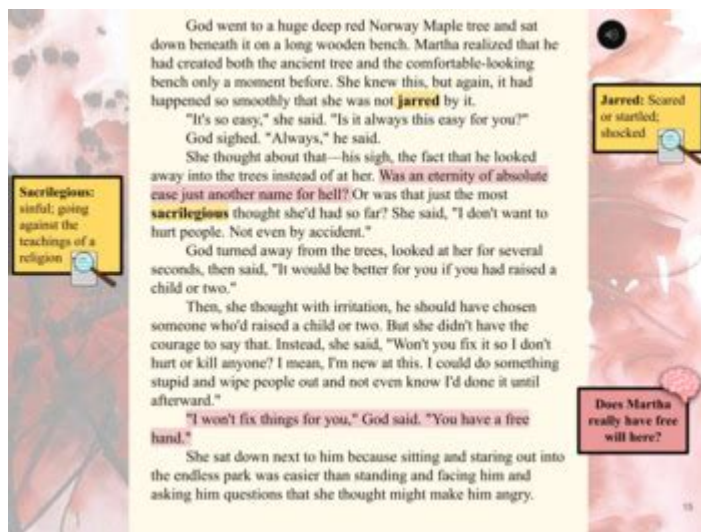 God went to a huge deep red Norway Maple tree and sat
down beneath it on a long wooden bench. Martha realized that he
had created both the ancient tree and the comfortable-looking
bench only a moment before. She knew this, but again, it had
happened so smoothly that she was not jarred by it.
"It's so easy," she said. "Is it always this easy for you?"
God sighed. "Always," he said.
She thought about that—his sigh, the fact that he looked
away into the trees instead of at her. Was an eternity of absolute
ease just another name for hell? Or was that just the most
sacrilegious thought she'd had so far? She said, "I don't want to
hurt people. Not even by accident."
God turned away from the trees, looked at her for several
seconds, then said, "It would be better for you if you had raised a
child or two."
Then, she thought with irritation, he should have chosen
someone who'd raised a child or two. But she didn't have the
courage to say that. Instead, she said, "Won't you fix it so I don't
hurt or kill anyone? I mean, I'm new at this. I could do something
stupid and wipe people out and not even know I'd done it until
afterward."
"I won't fix things for you," God said. "You have a free
hand."
She sat down next to him because sitting and staring out into
the endless park was easier than standing and facing him and
asking him questions that she thought might make him angry.
Sacrilegious:
sinful; going
against the
teachings of a
religion
Jarred: Scared
or startled;
shocked
Does Martha
really have free
will here?